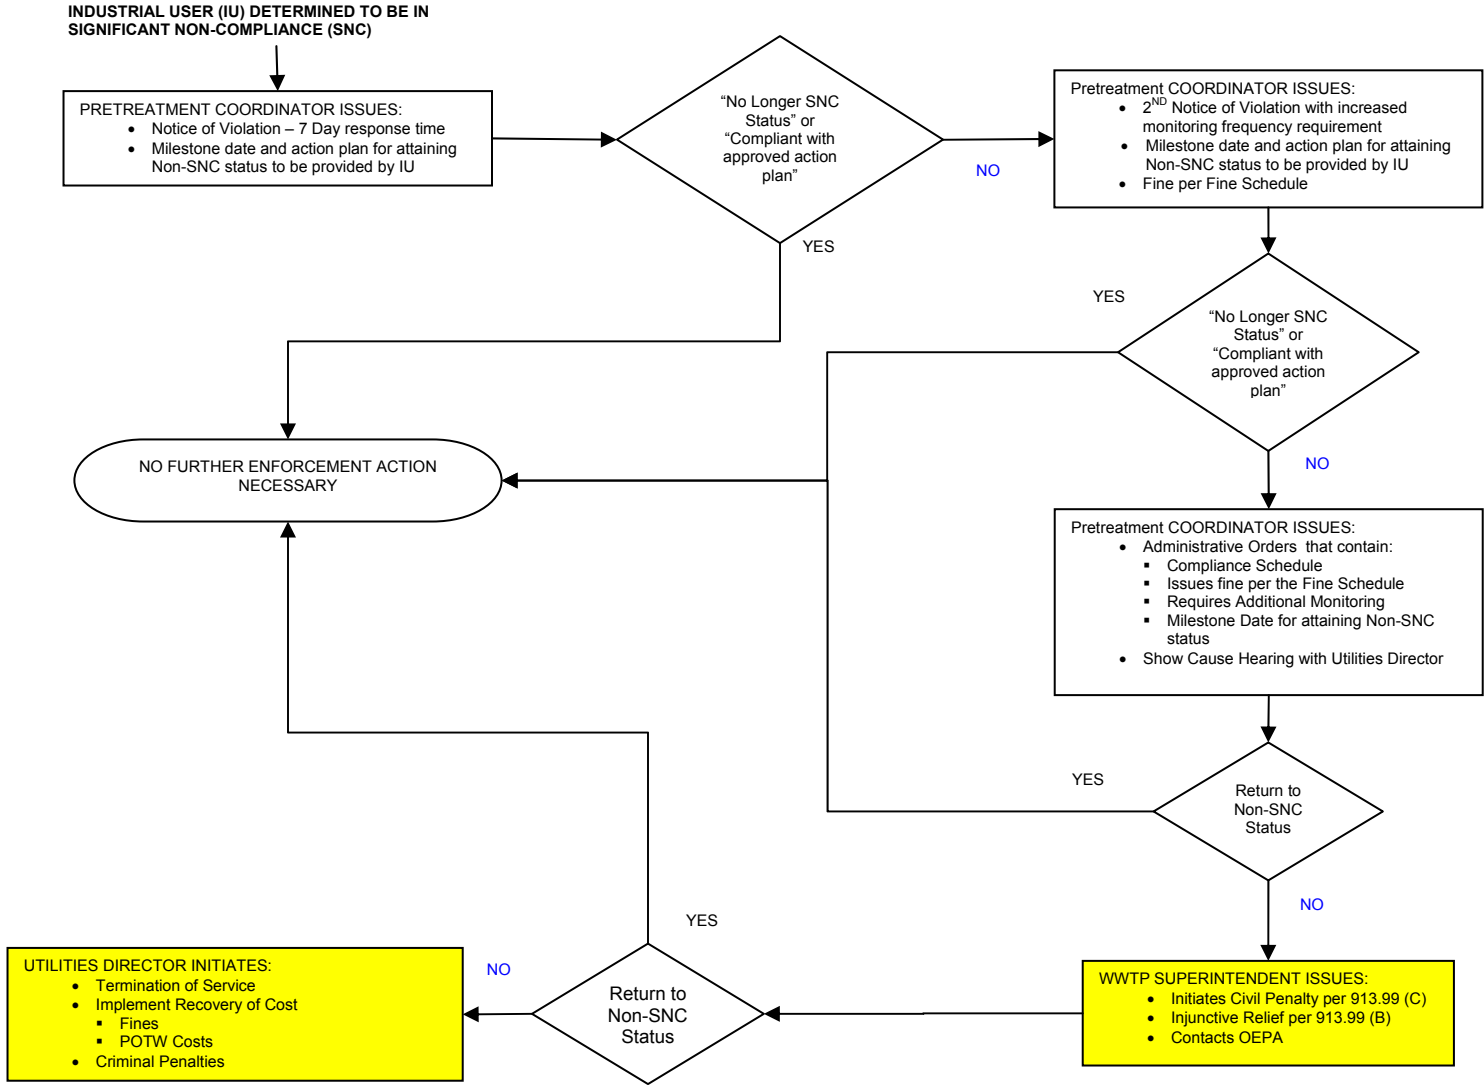 INDUSTRIAL USER (IU) DETERMINED TO BE IN
SIGNIFICANT NON-COMPLIANCE (SNC)
PRETREATMENT COORDINATOR ISSUES:
• Notice of Violation – 7 Day response time
• Milestone date and action plan for attaining
Non-SNC status to be provided by IU
“No Longer SNC
Status” or
“Compliant with
approved action
plan”
NO
YES
Pretreatment COORDINATOR ISSUES:
• 2ND Notice of Violation with increased
monitoring frequency requirement
• Milestone date and action plan for attaining
Non-SNC status to be provided by IU
• Fine per Fine Schedule
YES
“No Longer SNC
Status” or
“Compliant with
approved action
plan”
NO
NO FURTHER ENFORCEMENT ACTION
NECESSARY
Pretreatment COORDINATOR ISSUES:
• Administrative Orders that contain:
▪ Compliance Schedule
▪ Issues fine per the Fine Schedule
▪ Requires Additional Monitoring
▪ Milestone Date for attaining Non-SNC
status
• Show Cause Hearing with Utilities Director
YES
Return to
Non-SNC
Status
NO
WWTP SUPERINTENDENT ISSUES:
• Initiates Civil Penalty per 913.99 (C)
• Injunctive Relief per 913.99 (B)
• Contacts OEPA
YES
Return to
Non-SNC
Status
NO
UTILITIES DIRECTOR INITIATES:
• Termination of Service
• Implement Recovery of Cost
▪ Fines
▪ POTW Costs
• Criminal Penalties